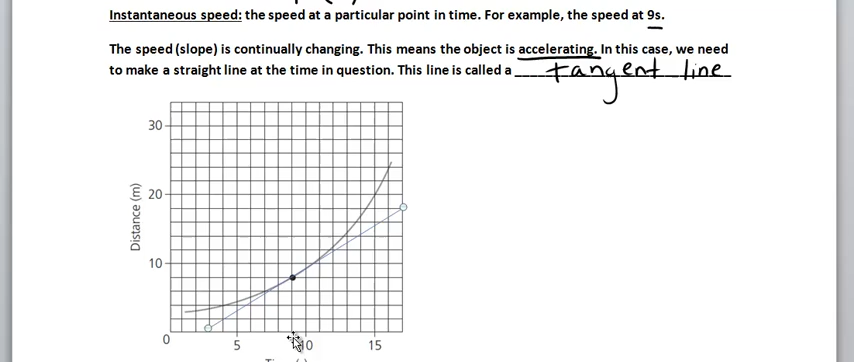 Instantaneous speed: the speed at a particular point in time. For example, the speed at 9s.
The speed (slope) is continually changing. This means the object is accelerating. In this case, we need
to make a straight line at the time in question. This line is called a tangent line
30
20
10
0
5
10
15
Distance (m)